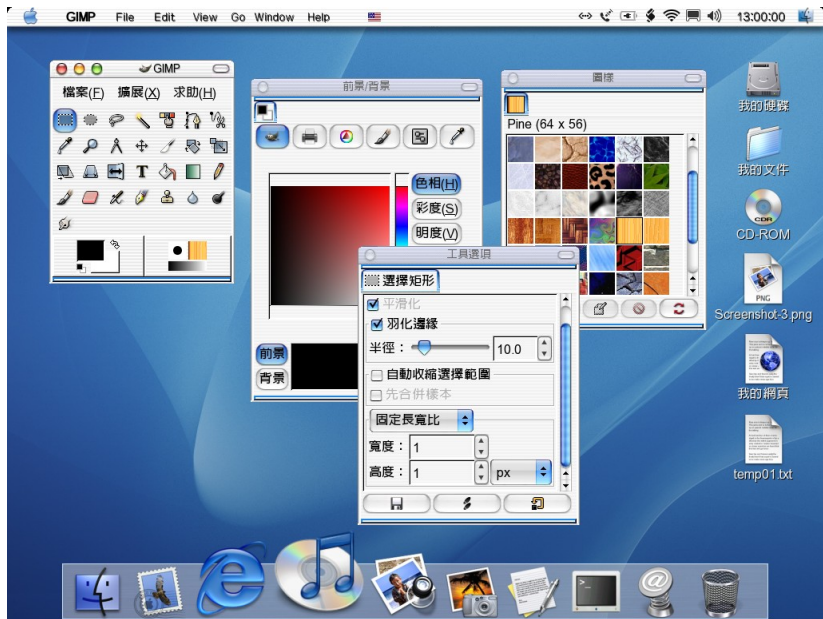 GIMP File Edit View Go Window Help 13:00:00
GIMP
檔案(F) 擴展(X) 求助(H)
前景/背景
色相(H)
彩度(S)
明度(V)
前景
背景
圖樣
Pine (64 x 56)
工具選項
選擇矩形
平滑化
羽化邊緣
半徑： 10.0
自動收縮選擇範圍
先合併樣本
固定長寬比
寬度： 1
高度： 1 px
我的硬碟
我的文件
CDR
CD-ROM
PNG
Screenshot-3.png
我的網頁
temp01.txt